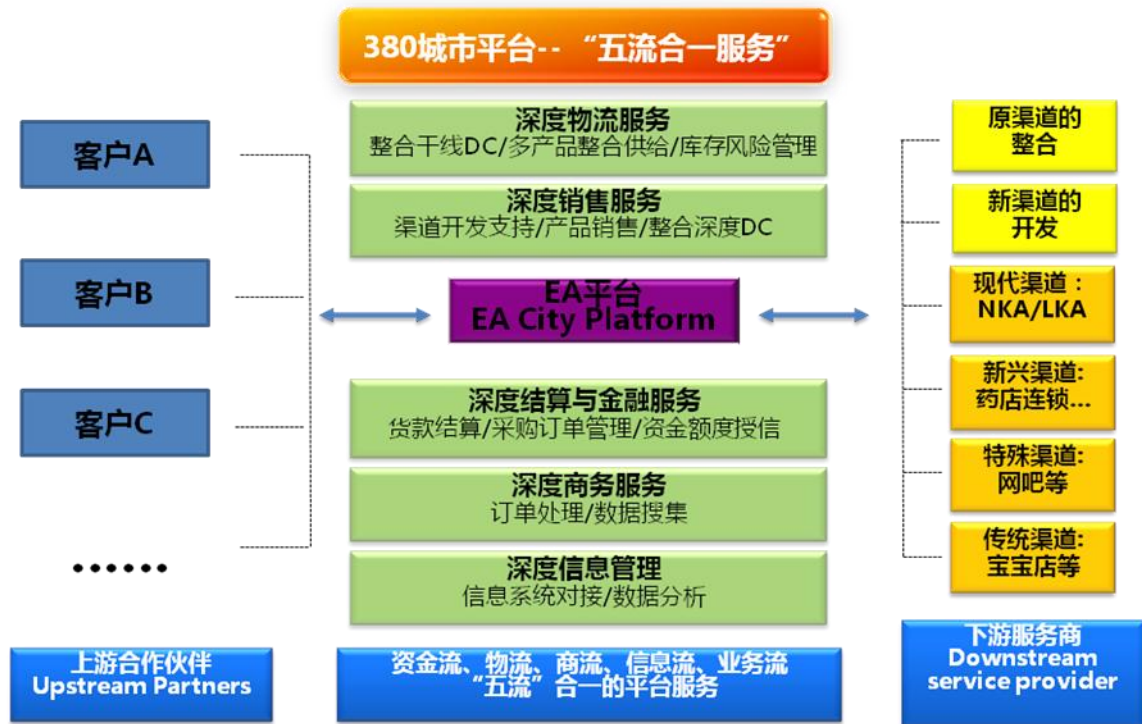 380城市平台--“五流合一服务”
客户A
客户B
客户C
......
上游合作伙伴
Upstream Partners
深度物流服务
整合干线DC/多产品整合供给/库存风险管理
深度销售服务
渠道开发支持/产品销售/整合深度DC
EA平台
EA City Platform
深度结算与金融服务
货款结算/采购订单管理/资金额度授信
深度商务服务
订单处理/数据搜集
深度信息管理
信息系统对接/数据分析
资金流、物流、商流、信息流、业务流
“五流”合一的平台服务
原渠道的
整合
新渠道的
开发
现代渠道：
NKA/LKA
新兴渠道:
药店连锁...
特殊渠道:
网吧等
传统渠道:
宝宝店等
下游服务商
Downstream
service provider